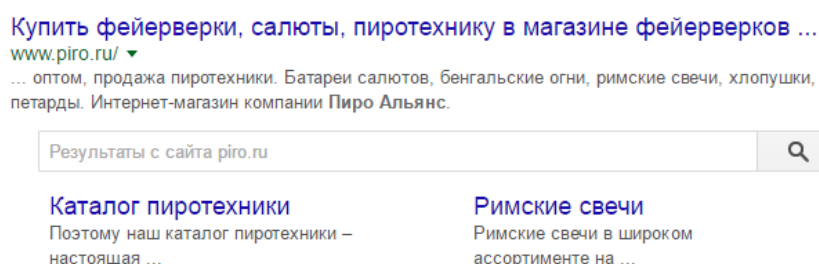 Купить фейерверки, салюты, пиротехнику в магазине фейерверков ...
www.piro.ru/
... оптом, продажа пиротехники. Батареи салютов, бенгальские огни, римские свечи, хлопушки,
петарды. Интернет-магазин компании Пиро Альянс.
Результаты с сайта piro.ru
Каталог пиротехники
Поэтому наш каталог пиротехники –
настоящая ...
Римские свечи
Римские свечи в широком
ассортименте на ...